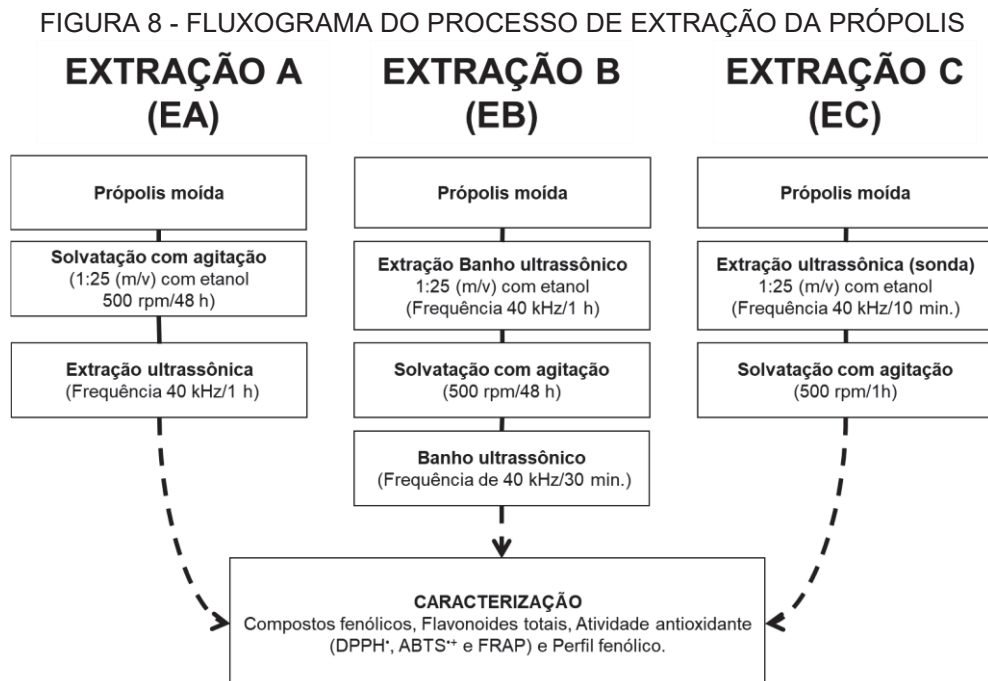 FIGURA 8 - FLUXOGRAMA DO PROCESSO DE EXTRAÇÃO DA PRÓPOLIS
EXTRAÇÃO A
(EA)
Própolis moída
Solvatação com agitação
(1:25 (m/v) com etanol
500 rpm/48 h)
Extração ultrassônica
(Frequência 40 kHz/1 h)
EXTRAÇÃO B
(EB)
Própolis moída
Extração Banho ultrassônico
1:25 (m/v) com etanol
(Frequência 40 kHz/1 h)
Solvatação com agitação
(500 rpm/48 h)
Banho ultrassônico
(Frequência de 40 kHz/30 min.)
EXTRAÇÃO C
(EC)
Própolis moída
Extração ultrassônica (sonda)
1:25 (m/v) com etanol
(Frequência 40 kHz/10 min.)
Solvatação com agitação
(500 rpm/1h)
CARACTERIZAÇÃO
Compostos fenólicos, Flavonoides totais, Atividade antioxidante
(DPPH•, ABTS•+ e FRAP) e Perfil fenólico.